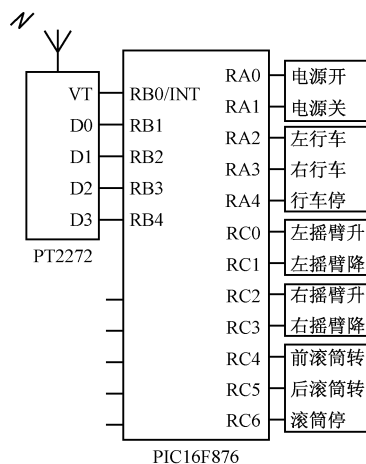 VT
D0
D1
D2
D3
PT2272
RB0/INT
RB1
RB2
RB3
RB4
RA0
RA1
RA2
RA3
RA4
RC0
RC1
RC2
RC3
RC4
RC5
RC6
PIC16F876
电源开
电源关
左行车
右行车
行车停
左摇臂升
左摇臂降
右摇臂升
右摇臂降
前滚筒转
后滚筒转
滚筒停